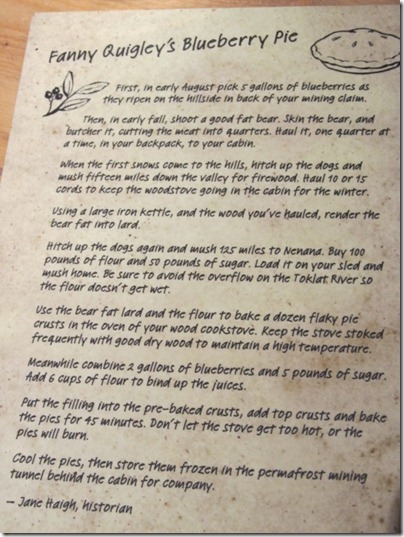 Fanny Quigley's Blueberry Pie
First, in early August pick 5 gallons of blueberries as
they ripen on the hillside in back of your mining claim.
Then, in early fall, shoot a good fat bear. Skin the bear, and
butcher it, cutting the meat into quarters. Haul it, one quarter at
a time, in your backpack, to your cabin.
When the first snows come to the hills, hitch up the dogs and
mush fifteen miles down the valley for firewood. Haul 10 or 15
cords to keep the woodstove going in the cabin for the winter.
Using a large iron kettle, and the wood you've hauled, render the
bear fat into lard.
Hitch up the dogs again and mush 125 miles to Nenana. Buy 100
pounds of flour and 50 pounds of sugar. Load it on your sled and
mush home. Be sure to avoid the overflow on the Toklat River so
the flour doesn't get wet.
Use the bear fat lard and the flour to bake a dozen flaky pie
crusts in the oven of your wood cookstove. Keep the stove stoked
frequently with good dry wood to maintain a high temperature.
Meanwhile combine 2 gallons of blueberries and 5 pounds of sugar.
Add 6 cups of flour to bind up the juices.
Put the filling into the pre-baked crusts, add top crusts and bake
the pies for 45 minutes. Don't let the stove get too hot, or the
pies will burn.
Cool the pies, then store them frozen in the permafrost mining
tunnel behind the cabin for company.
— Jane Haigh, historian